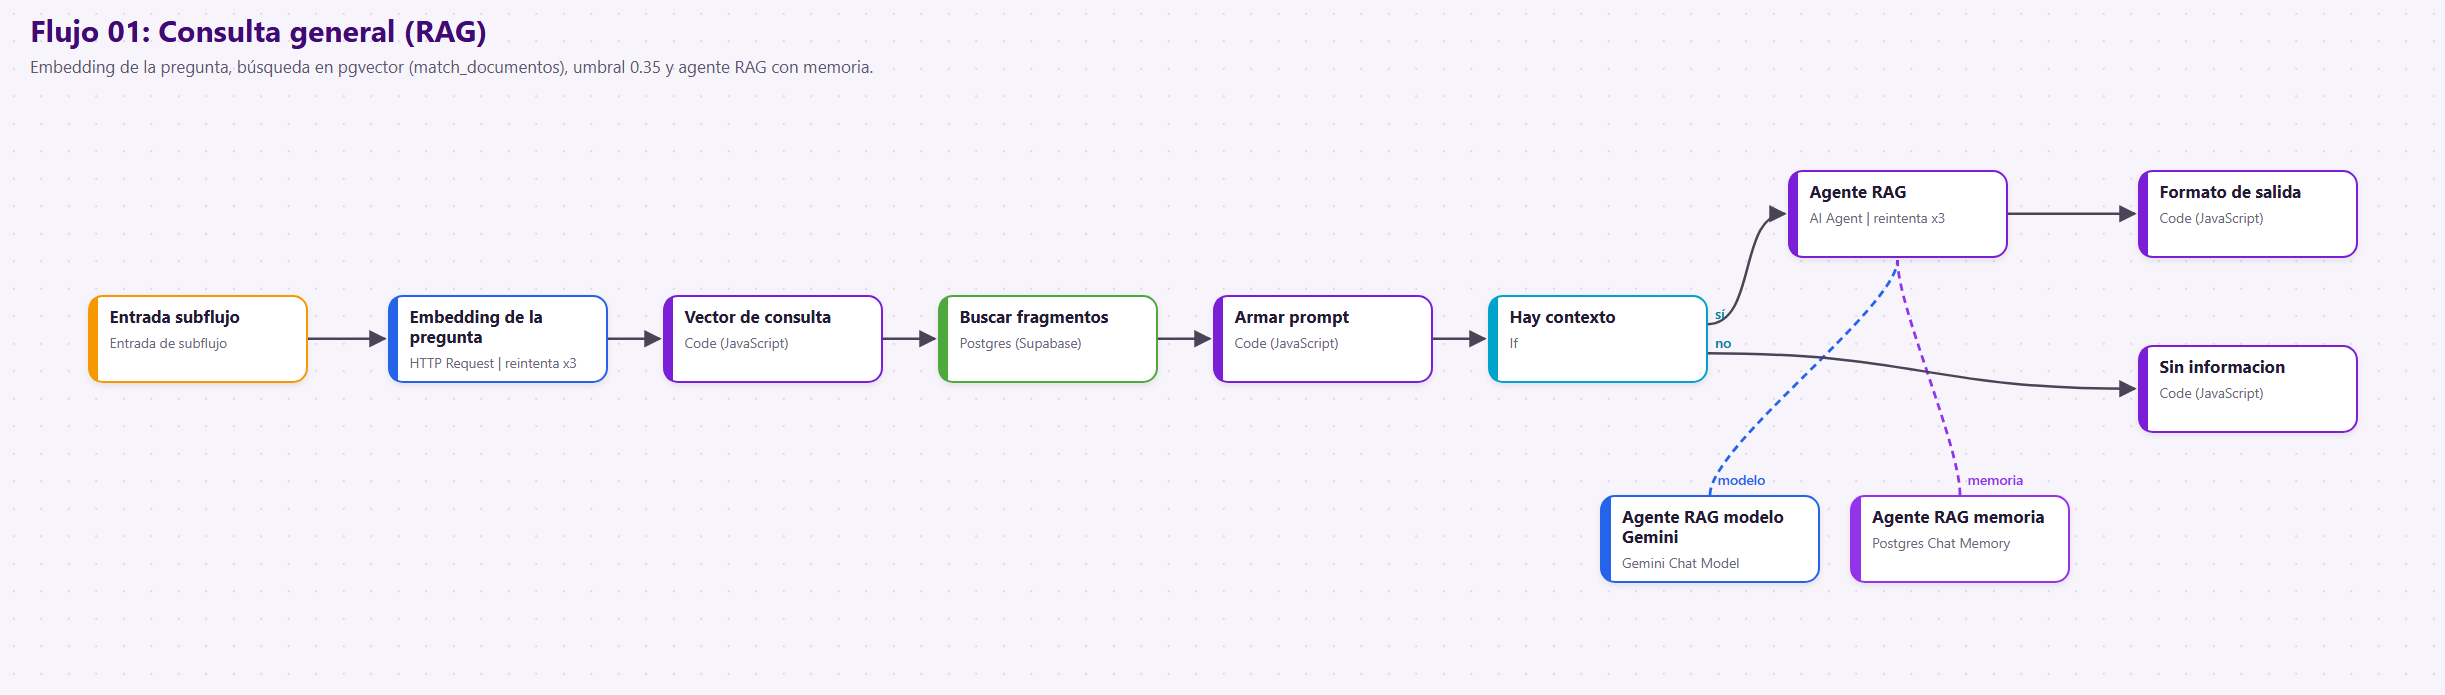 Flujo 01: Consulta general (RAG)
Embedding de la pregunta, búsqueda en pgvector (match_documentos), umbral 0.35 y agente RAG con memoria.
Entrada subflujo
Entrada de subflujo
Embedding de la
pregunta
HTTP Request | reintenta x3
Vector de consulta
Code (JavaScript)
Buscar fragmentos
Postgres (Supabase)
Armar prompt
Code (JavaScript)
Hay contexto
If
sí
no
Agente RAG
AI Agent | reintenta x3
Formato de salida
Code (JavaScript)
Sin informacion
Code (JavaScript)
modelo
memoria
Agente RAG modelo
Gemini
Gemini Chat Model
Agente RAG memoria
Postgres Chat Memory